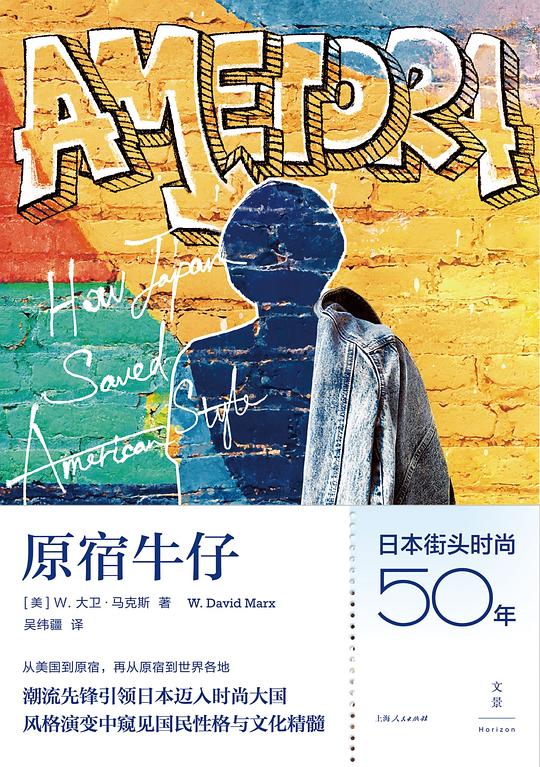 AMETORA
How Japan
Saved
American Style
原宿牛仔
[美] W. 大卫·马克斯 著 W. David Marx
吴纬疆 译
从美国到原宿，再从原宿到世界各地
潮流先锋引领日本迈入时尚大国
风格演变中窥见国民性格与文化精髓
日本街头时尚
50年
文景
Horizon
上海人民出版社